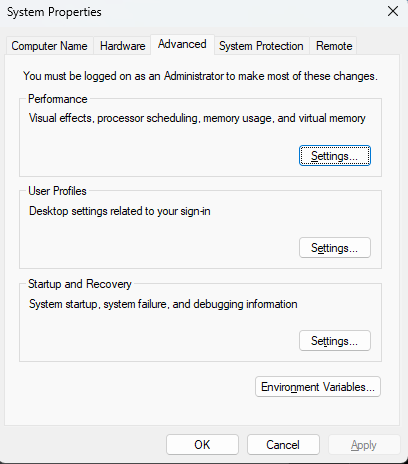 System Properties
Computer Name Hardware Advanced System Protection Remote
You must be logged on as an Administrator to make most of these changes.
Performance
Visual effects, processor scheduling, memory usage, and virtual memory
Settings...
User Profiles
Desktop settings related to your sign-in
Settings...
Startup and Recovery
System startup, system failure, and debugging information
Settings...
Environment Variables...
OK Cancel Apply